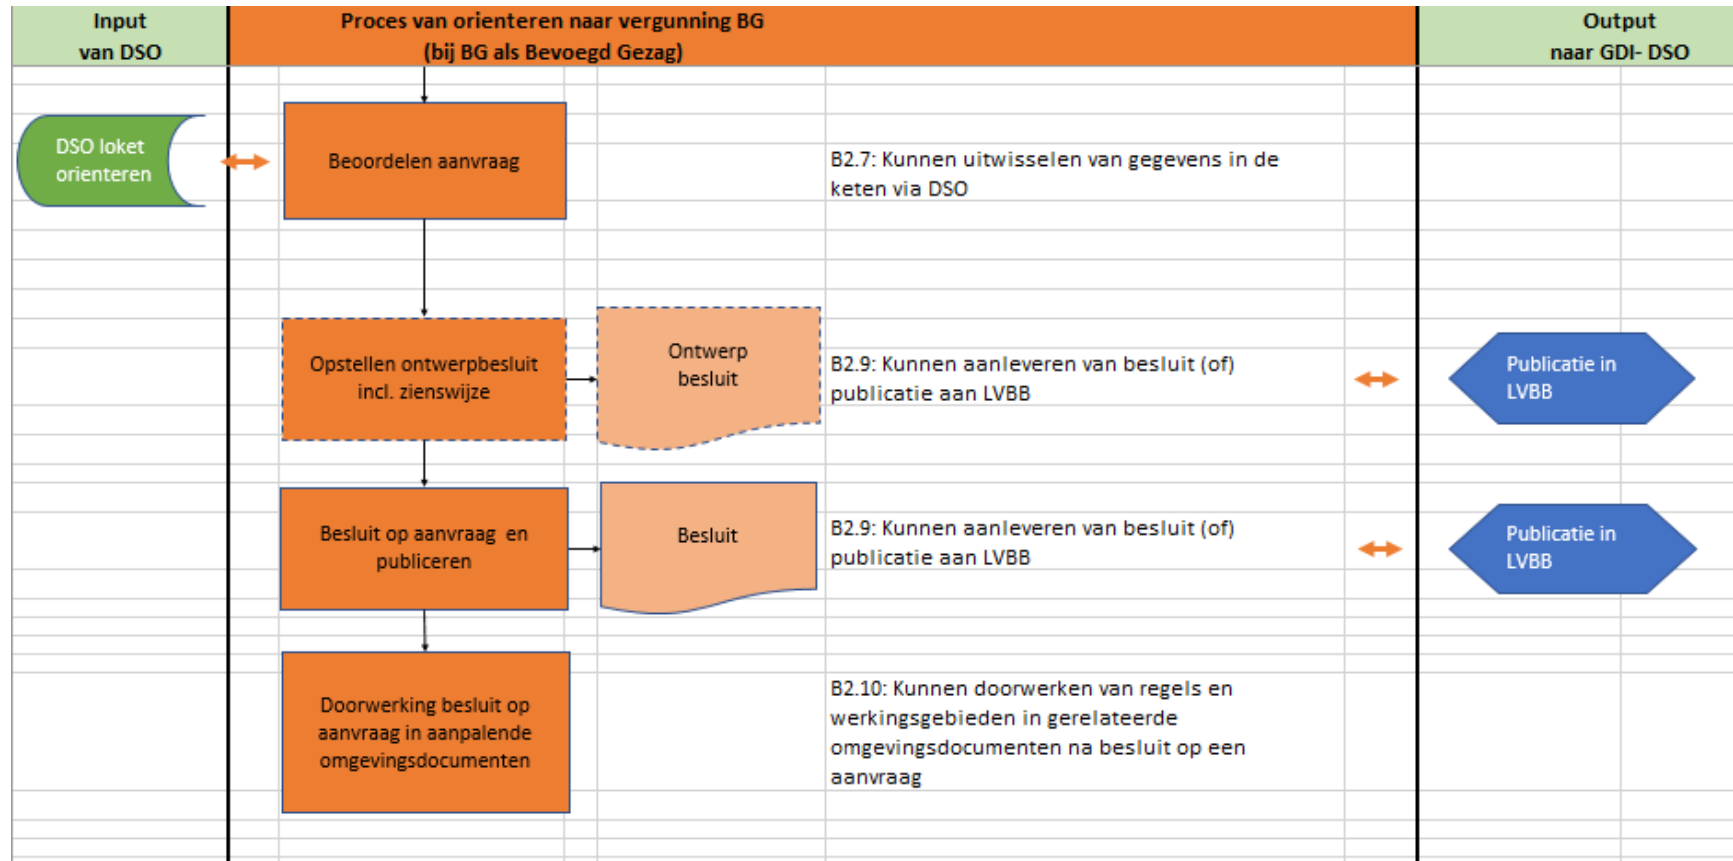 Input
van DSO
Proces van orienteren naar vergunning BG
(bij BG als Bevoegd Gezag)
Output
naar GDI- DSO
DSO loket
orienteren
Beoordelen aanvraag
B2.7: Kunnen uitwisselen van gegevens in de
keten via DSO
Opstellen ontwerpbesluit
incl. zienswijze
Ontwerp
besluit
B2.9: Kunnen aanleveren van besluit (of)
publicatie aan LVBB
Publicatie in
LVBB
Besluit op aanvraag  en
publiceren
Besluit
B2.9: Kunnen aanleveren van besluit (of)
publicatie aan LVBB
Publicatie in
LVBB
Doorwerking besluit op
aanvraag in aanpalende
omgevingsdocumenten
B2.10: Kunnen doorwerken van regels en
werkingsgebieden in gerelateerde
omgevingsdocumenten na besluit op een
aanvraag